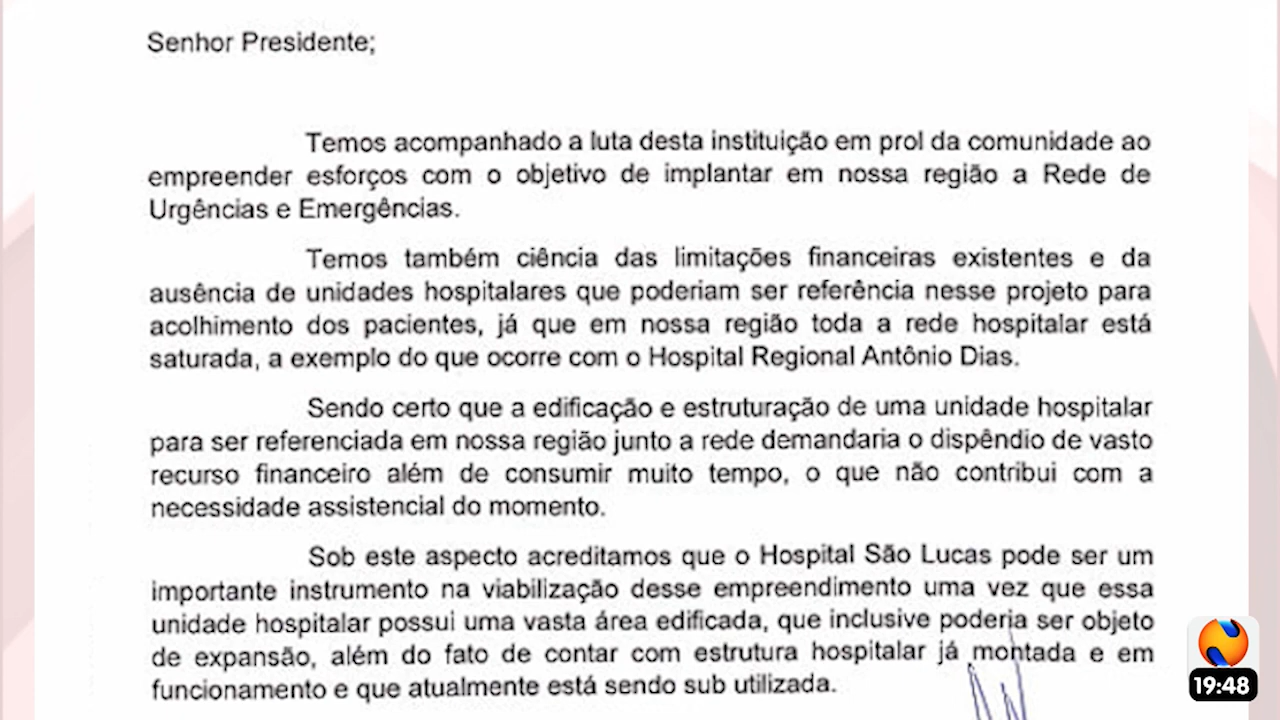 Senhor Presidente;
Temos acompanhado a luta desta instituição em prol da comunidade ao
empreender esforços com o objetivo de implantar em nossa região a Rede de
Urgências e Emergências.
Temos também ciência das limitações financeiras existentes e da
ausência de unidades hospitalares que poderiam ser referência nesse projeto para
acolhimento dos pacientes, já que em nossa região toda a rede hospitalar está
saturada, a exemplo do que ocorre com o Hospital Regional Antônio Dias.
Sendo certo que a edificação e estruturação de uma unidade hospitalar
para ser referenciada em nossa região junto a rede demandaria o dispêndio de vasto
recurso financeiro além de consumir muito tempo, o que não contribui com a
necessidade assistencial do momento.
Sob este aspecto acreditamos que o Hospital São Lucas pode ser um
importante instrumento na viabilização desse empreendimento uma vez que essa
unidade hospitalar possui uma vasta área edificada, que inclusive poderia ser objeto
de expansão, além do fato de contar com estrutura hospitalar já montada e em
funcionamento e que atualmente está sendo sub utilizada.
19:48